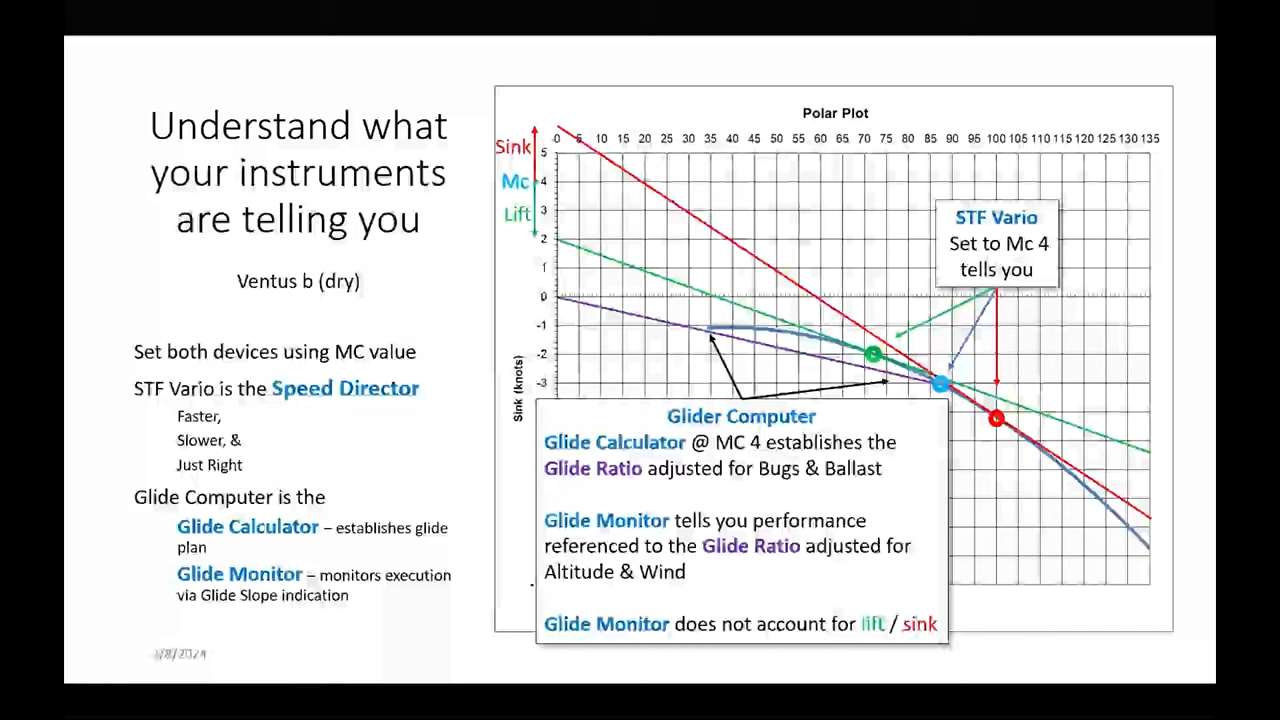 Understand what
your instruments
are telling you
Ventus b (dry)
Set both devices using MC value
STF Vario is the Speed Director
Faster,
Slower, &
Just Right
Glide Computer is the
Glide Calculator – establishes glide
plan
Glide Monitor – monitors execution
via Glide Slope indication
Polar Plot
0 5 10 15 20 25 30 35 40 45 50 55 60 65 70 75 80 85 90 95 100 105 110 115 120 125 130 135
Sink
Mc
Lift
5
4
3
2
1
0
-1
-2
-3
Sink (knots)
STF Vario
Set to Mc 4
tells you
Glider Computer
Glide Calculator @ MC 4 establishes the
Glide Ratio adjusted for Bugs & Ballast
Glide Monitor tells you performance
referenced to the Glide Ratio adjusted for
Altitude & Wind
Glide Monitor does not account for lift / sink